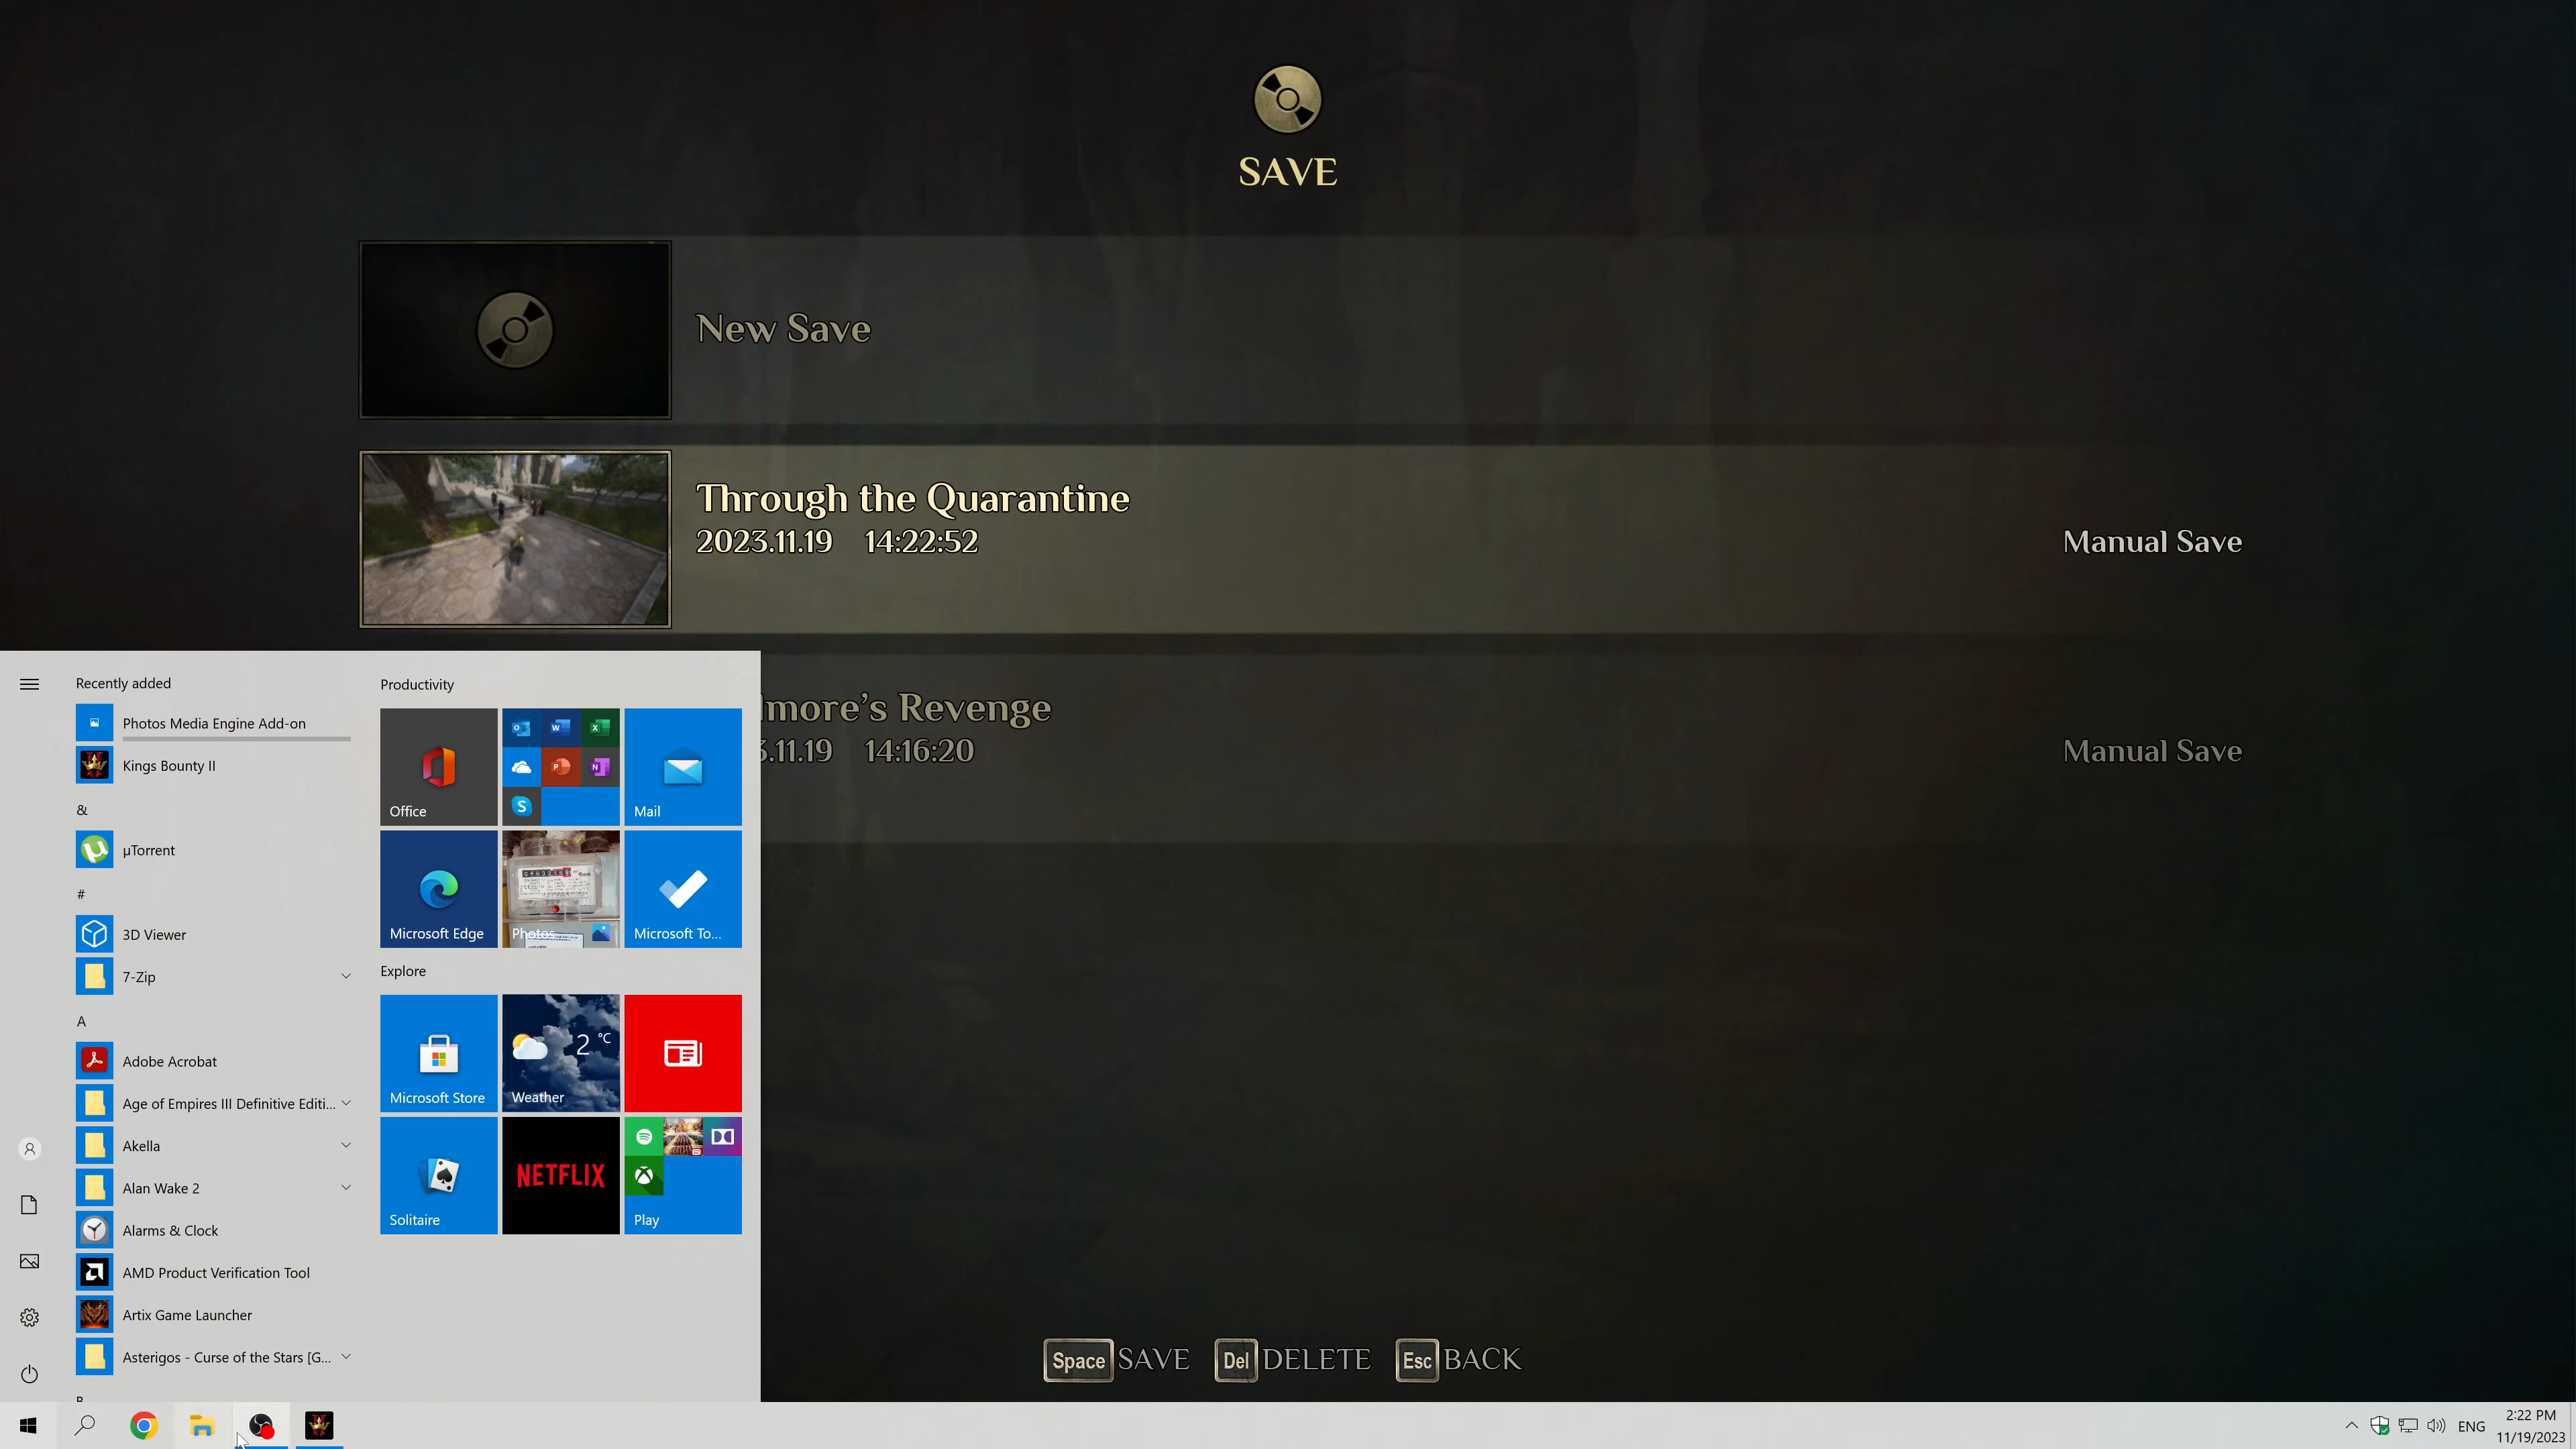 SAVE
New Save
Through the Quarantine
2023.11.19 14:22:52
Manual Save
lmore's Revenge
3.11.19 14:16:20
Manual Save
Recently added
Photos Media Engine Add-on
Kings Bounty II
&
µTorrent
#
3D Viewer
7-Zip
A
Adobe Acrobat
Age of Empires III Definitive Editi...
Akella
Alan Wake 2
Alarms & Clock
AMD Product Verification Tool
Artix Game Launcher
Asterigos - Curse of the Stars [G...
Productivity
Office
Mail
Microsoft Edge
Photos
Microsoft To...
Explore
Microsoft Store
2 °C
Weather
Solitaire
NETFLIX
Play
Space SAVE Del DELETE Esc BACK
ENG
2:22 PM
11/19/2023